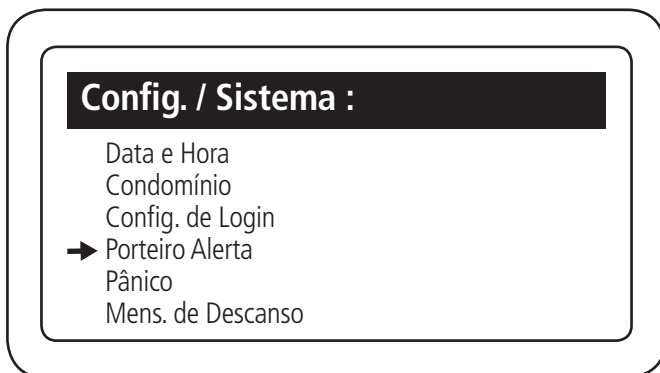 Config. / Sistema :
Data e Hora
Condomínio
Config. de Login
Porteiro Alerta
Pânico
Mens. de Descanso